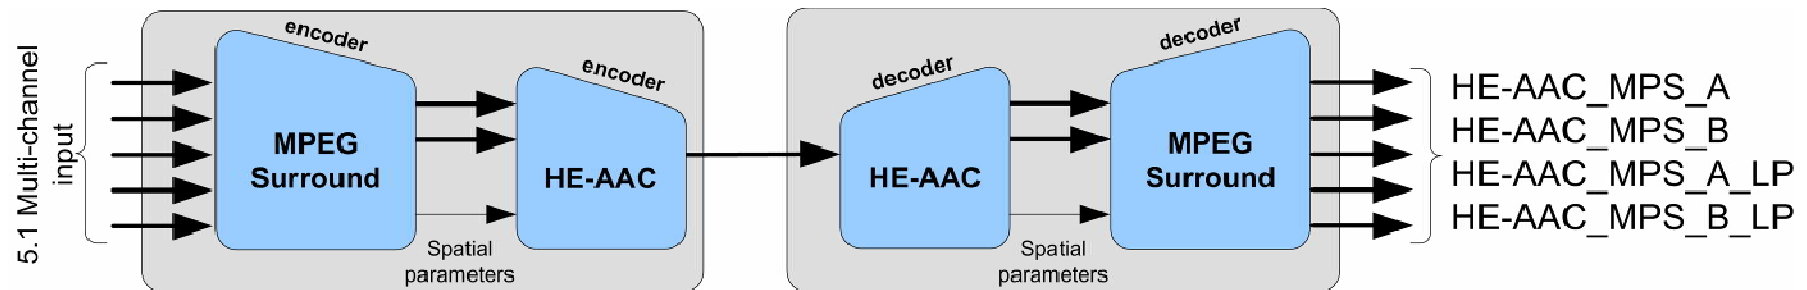 5.1 Multi-channel
input
encoder
MPEG
Surround
Spatial
parameters
encoder
HE-AAC
decoder
HE-AAC
Spatial
parameters
decoder
MPEG
Surround
HE-AAC_MPS_A
HE-AAC_MPS_B
HE-AAC_MPS_A_LP
HE-AAC_MPS_B_LP